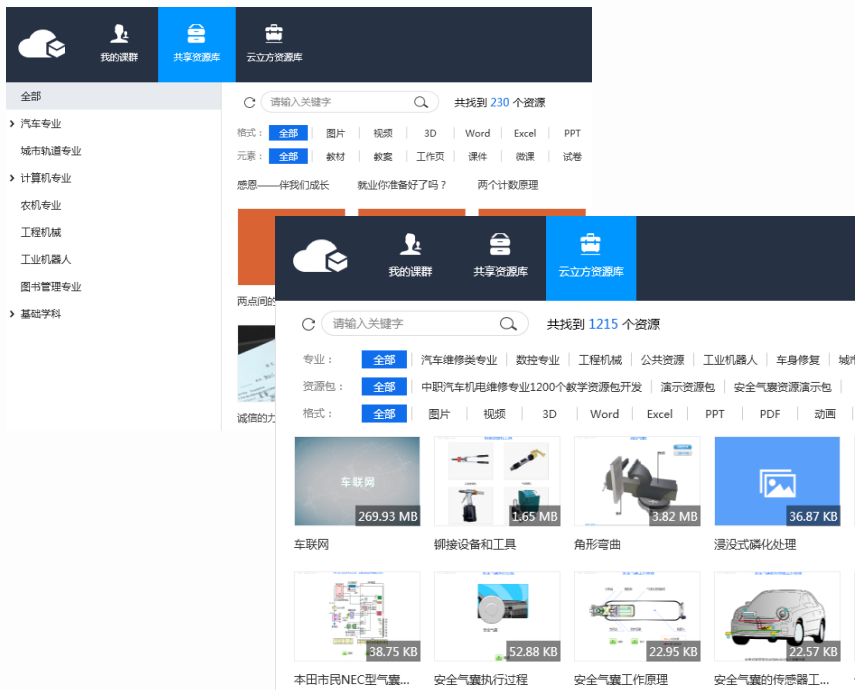 我的课群 共享资源库 云立方资源库
全部
汽车专业
城市轨道专业
计算机专业
农机专业
工程机械
工业机器人
图书管理专业
基础学科
请输入关键字 共找到 230 个资源
格式： 全部 图片 视频 3D Word Excel PPT
元素： 全部 教材 教案 工作页 课件 微课 试卷
感恩——伴我们成长 就业你准备好了吗？ 两个计数原理
两点间的
诚信的力
我的课群 共享资源库 云立方资源库
请输入关键字 共找到 1215 个资源
专业： 全部 汽车维修类专业 数控专业 工程机械 公共资源 工业机器人 车身修复 城市
资源包： 全部 中职汽车机电维修专业1200个教学资源包开发 演示资源包 安全气囊资源演示包
格式： 全部 图片 视频 3D Word Excel PPT PDF 动画
车联网
269.93 MB 1.65 MB 3.82 MB 36.87 KB
车联网 铆接设备和工具 角形弯曲 浸没式磷化处理
安全气囊
38.75 KB 52.88 KB 22.95 KB 22.57 KB
本田市民NEC型气囊... 安全气囊执行过程 安全气囊工作原理 安全气囊的传感器工...